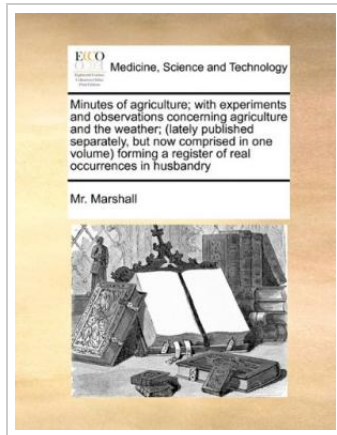 ECCO
Medicine, Science and Technology
Minutes of agriculture; with experiments
and observations concerning agriculture
and the weather; (lately published
separately, but now comprised in one
volume) forming a register of real
occurrences in husbandry
Mr. Marshall